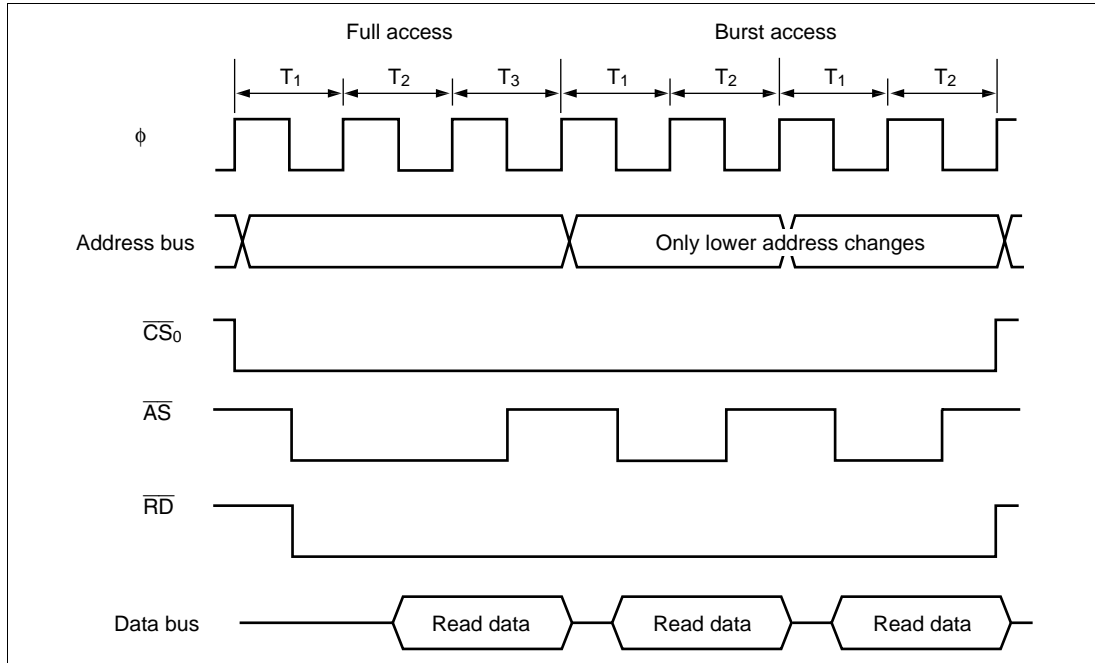 Full access Burst access
T1 T2 T3 T1 T2 T1 T2
ϕ
Address bus Only lower address changes
CS0
AS
RD
Data bus Read data Read data Read data